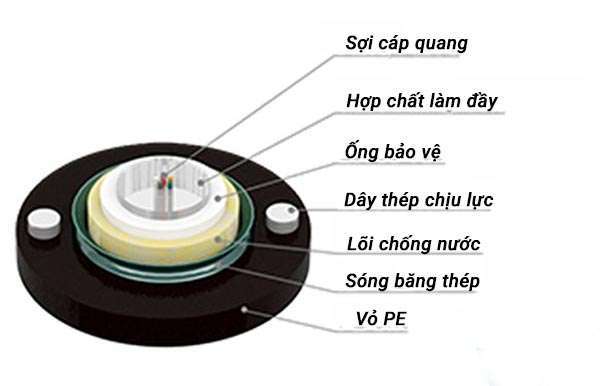 Sợi cáp quang
Hợp chất làm đầy
Ống bảo vệ
Dây thép chịu lực
Lõi chống nước
Sóng băng thép
Vỏ PE